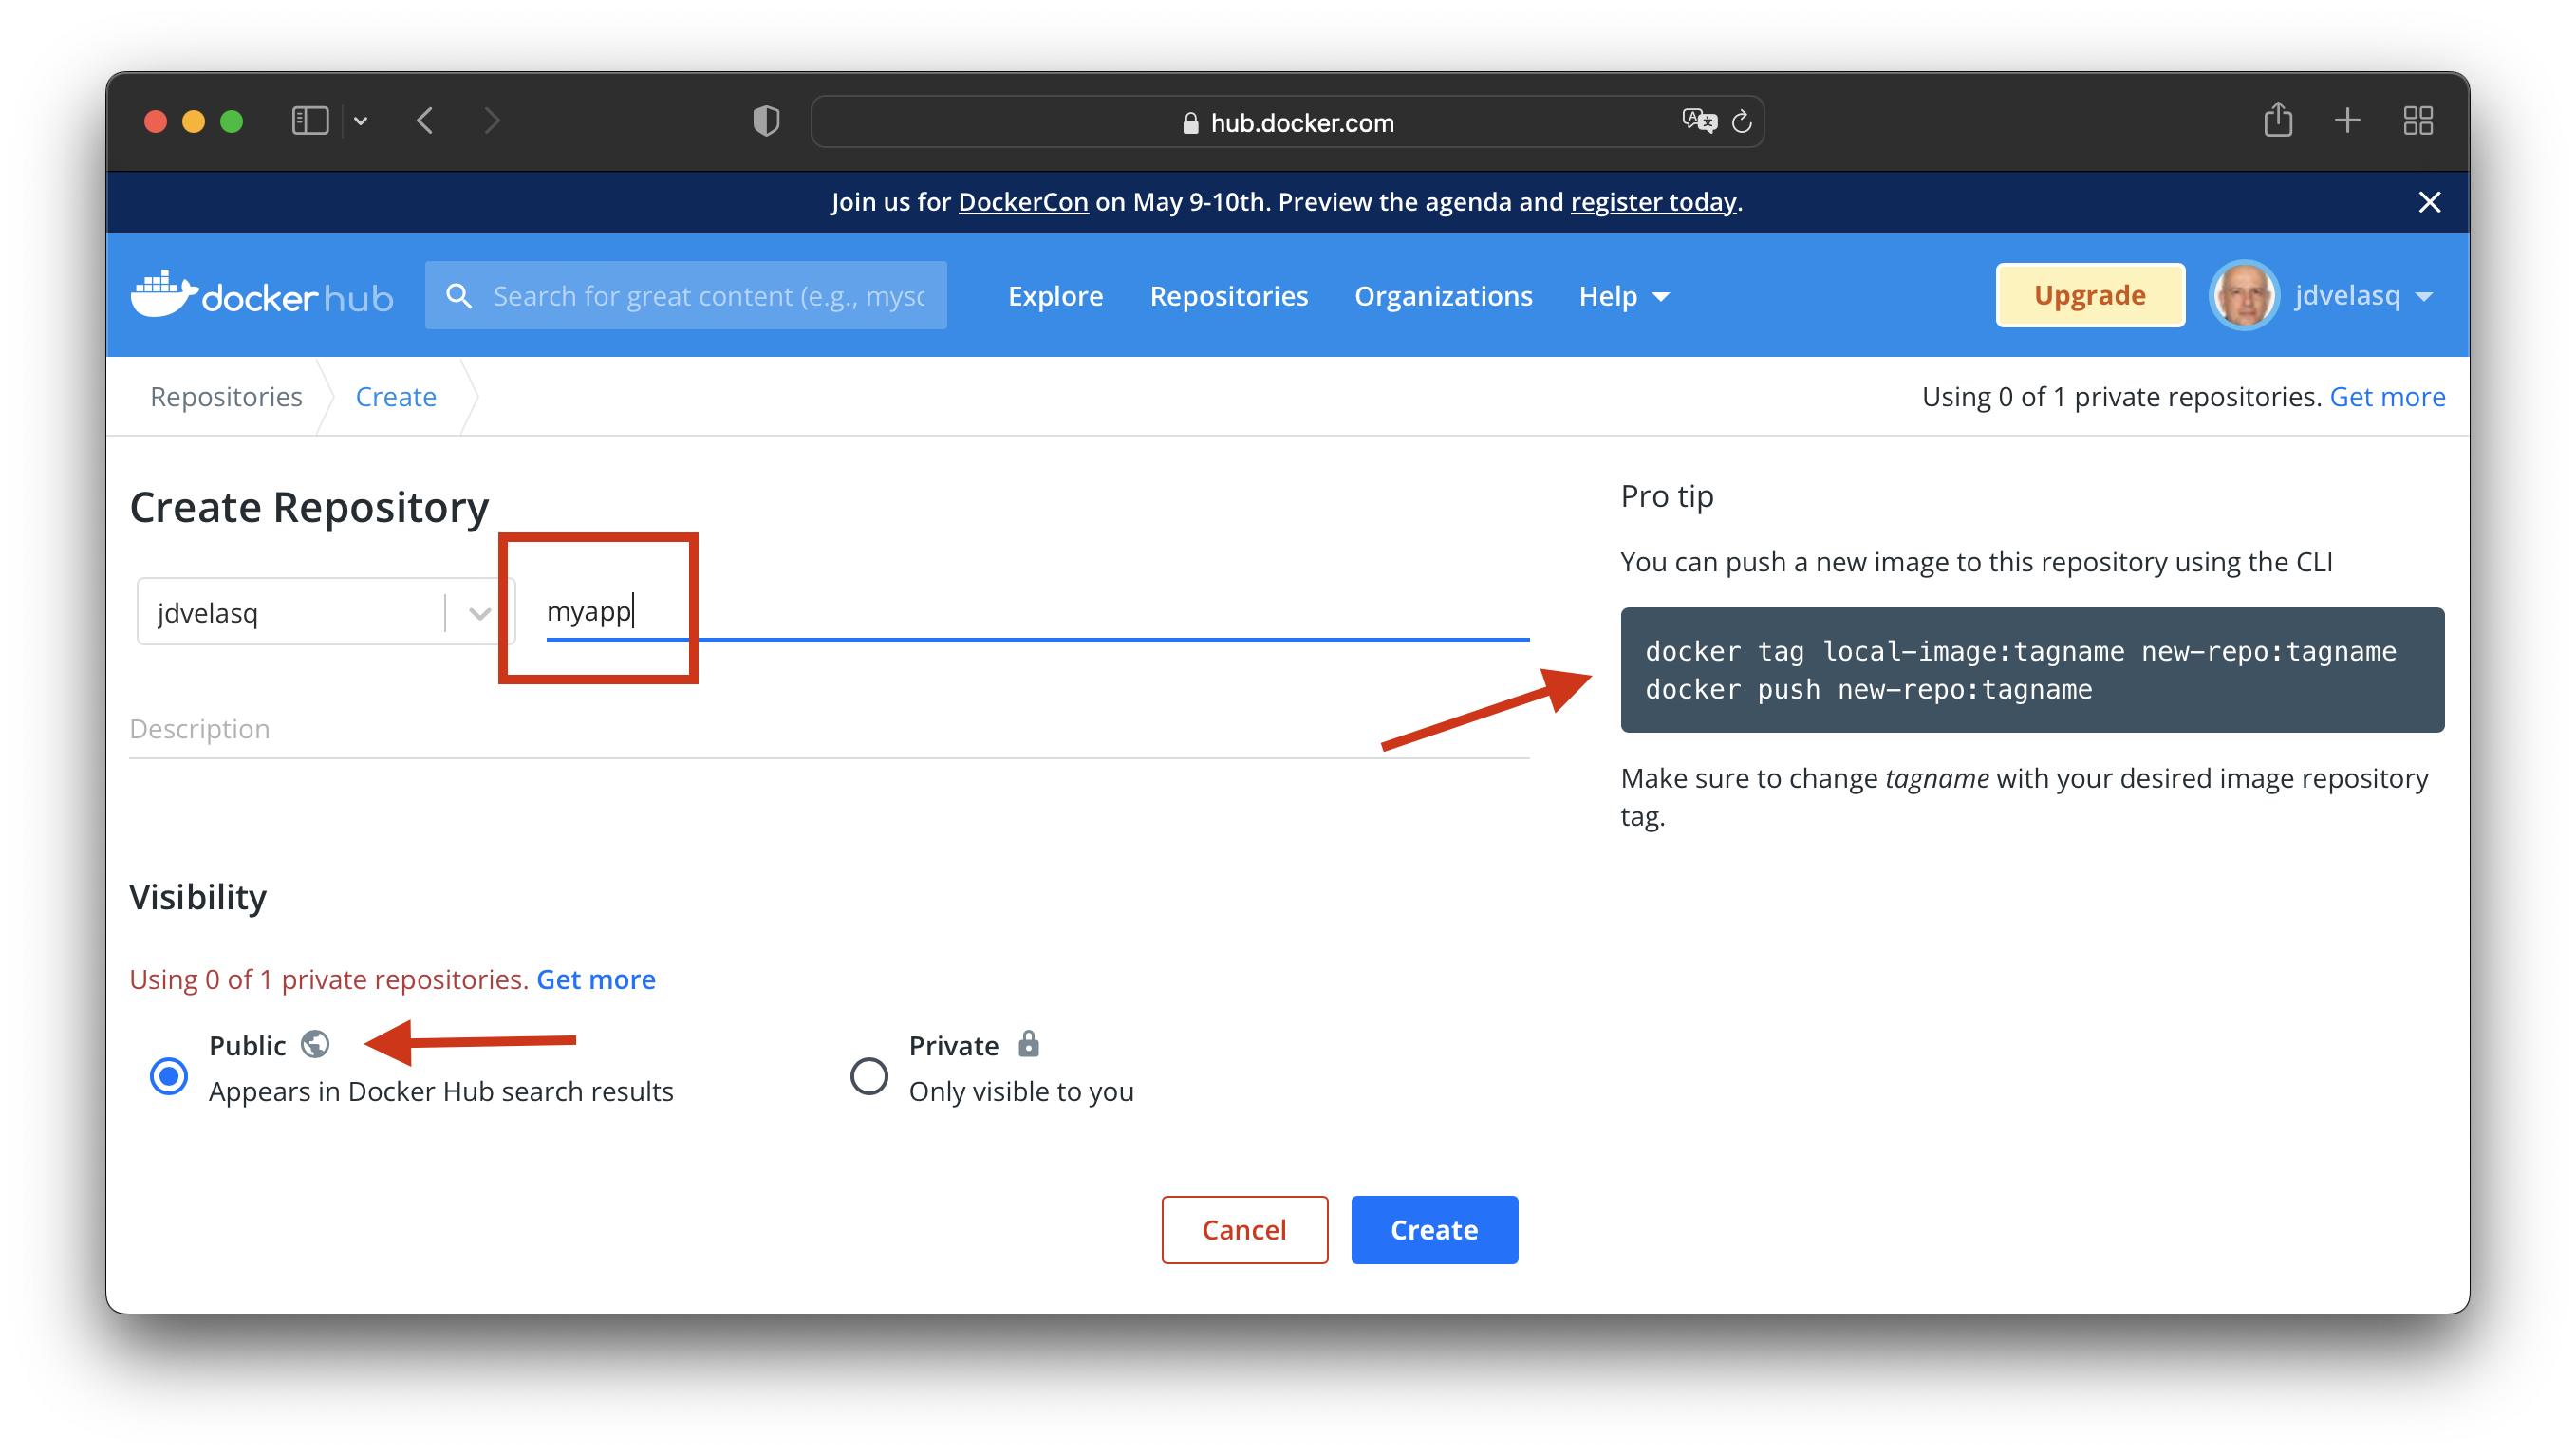 hub.docker.com
Join us for DockerCon on May 9-10th. Preview the agenda and register today.
docker hub
Search for great content (e.g., mysc
Explore
Repositories
Organizations
Help
Upgrade
jdvelasq
Repositories
Create
Using 0 of 1 private repositories. Get more
Create Repository
jdvelasq
myapp
Description
Pro tip
You can push a new image to this repository using the CLI
docker tag local-image:tagname new-repo:tagname
docker push new-repo:tagname
Make sure to change tagname with your desired image repository
tag.
Visibility
Using 0 of 1 private repositories. Get more
Public
Appears in Docker Hub search results
Private
Only visible to you
Cancel
Create